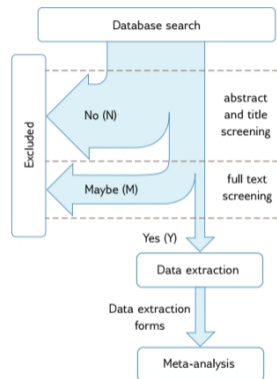 Database search
No (N)
abstract
and title
screening
Excluded
Maybe (M)
full text
screening
Yes (Y)
Data extraction
Data extraction
forms
Meta-analysis